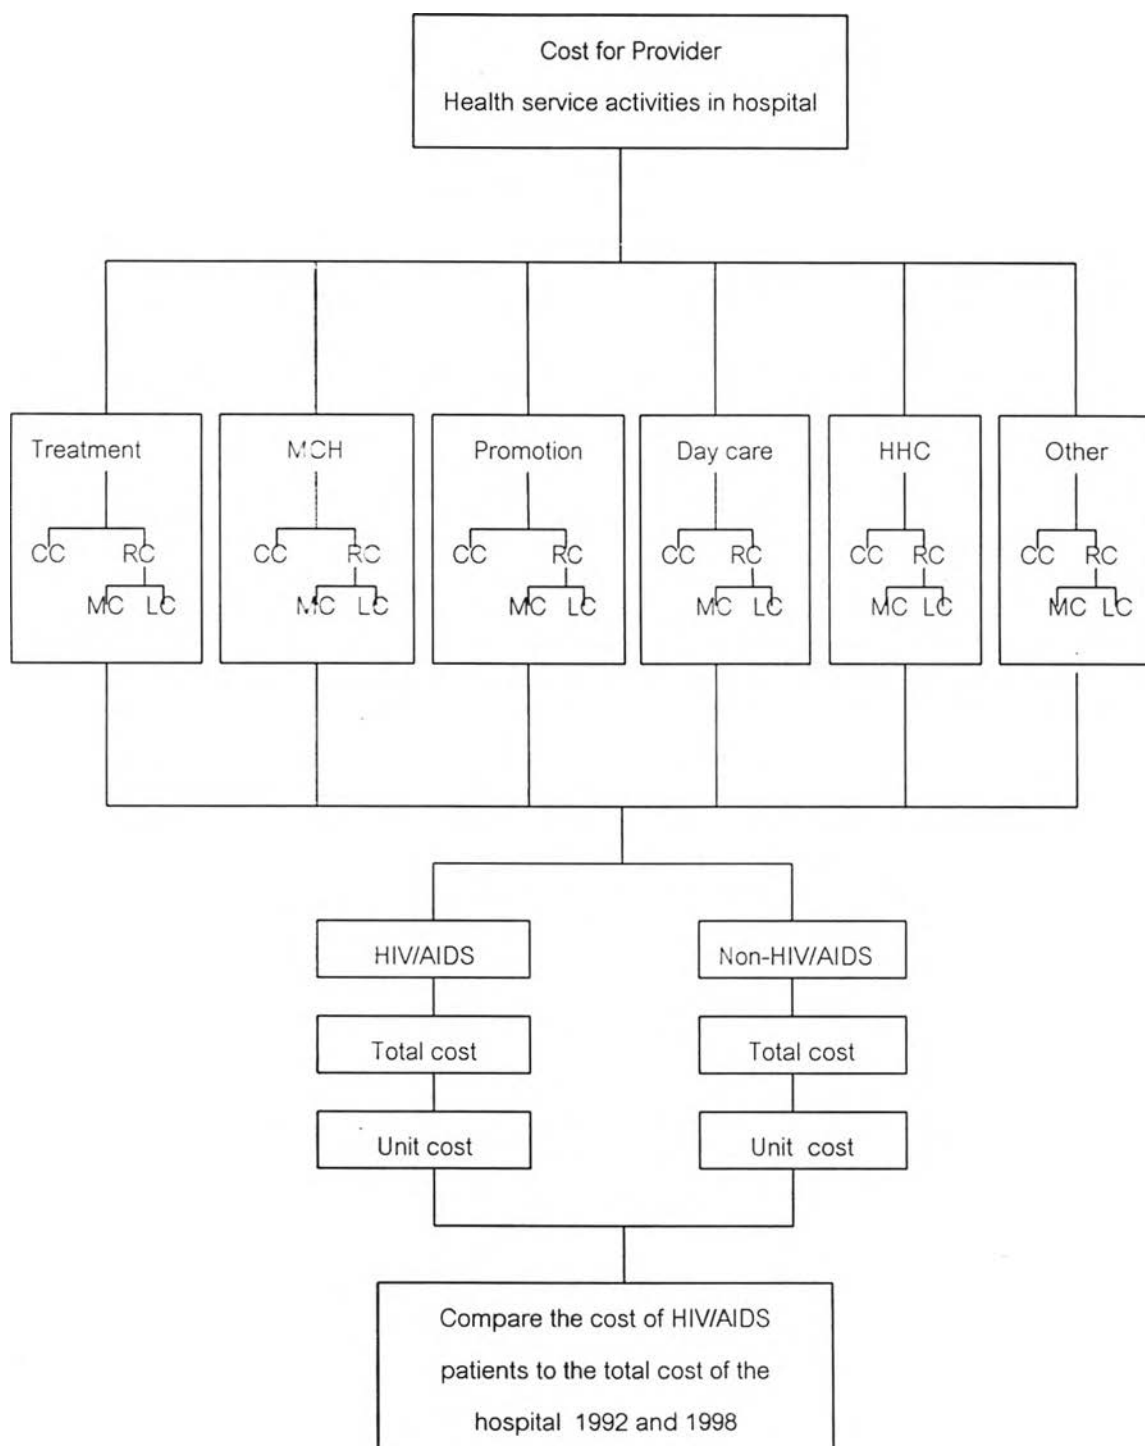 Cost for Provider
Health service activities in hospital
Treatment MCH Promotion Day care HHC Other
CC RC CC RC CC RC CC RC CC RC CC RC
MC LC MC LC MC LC MC LC MC LC MC LC
HIV/AIDS Non-HIV/AIDS
Total cost Total cost
Unit cost Unit cost
Compare the cost of HIV/AIDS
patients to the total cost of the
hospital 1992 and 1998